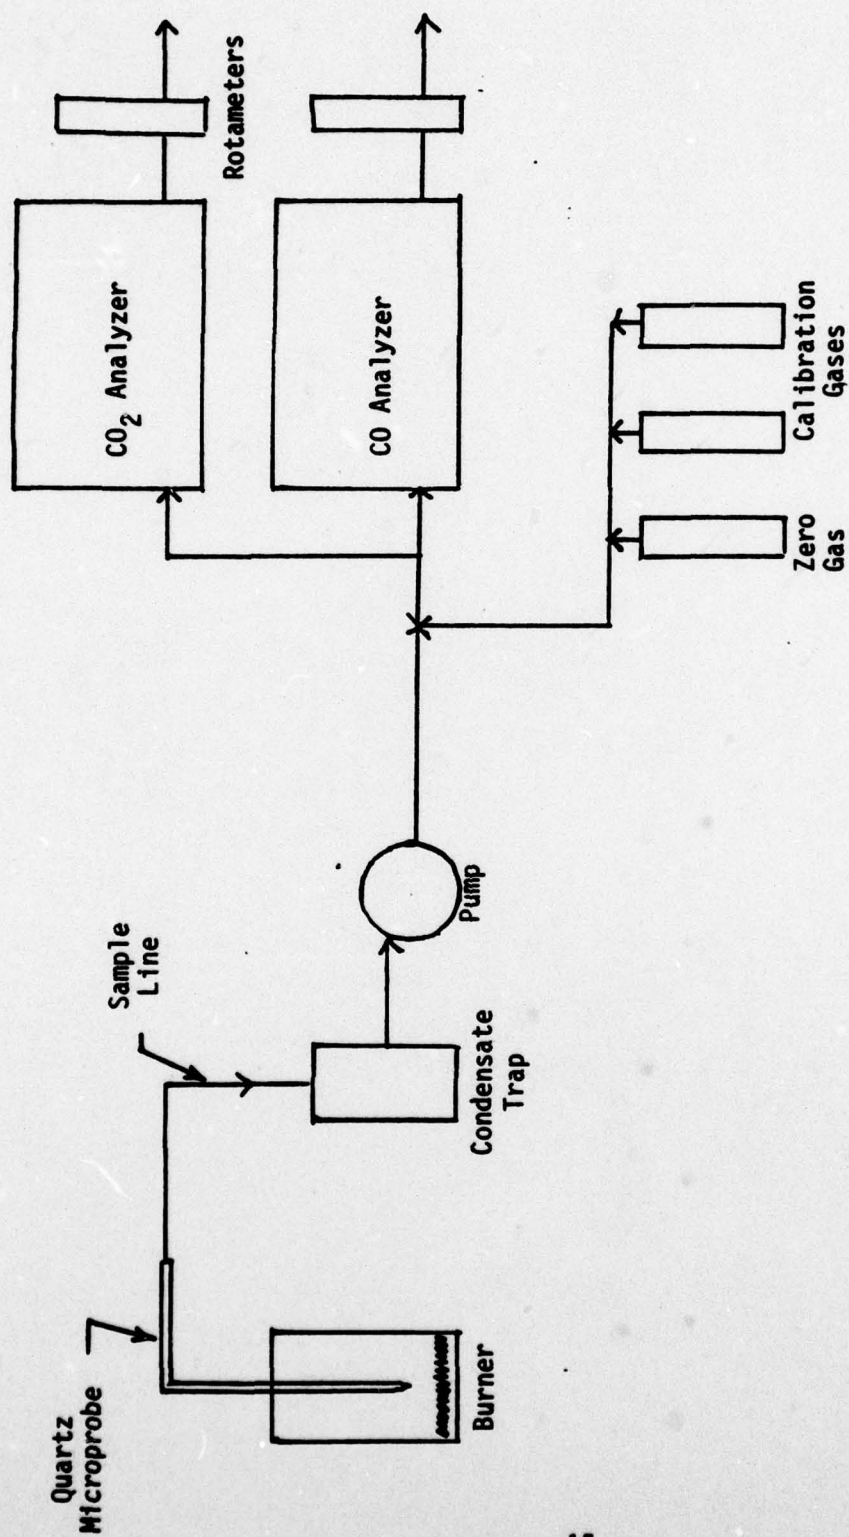 Quartz
Microprobe
Burner
Sample
Line
Condensate
Trap
Pump
CO2 Analyzer
CO Analyzer
Rotameters
Zero
Gas
Calibration
Gases